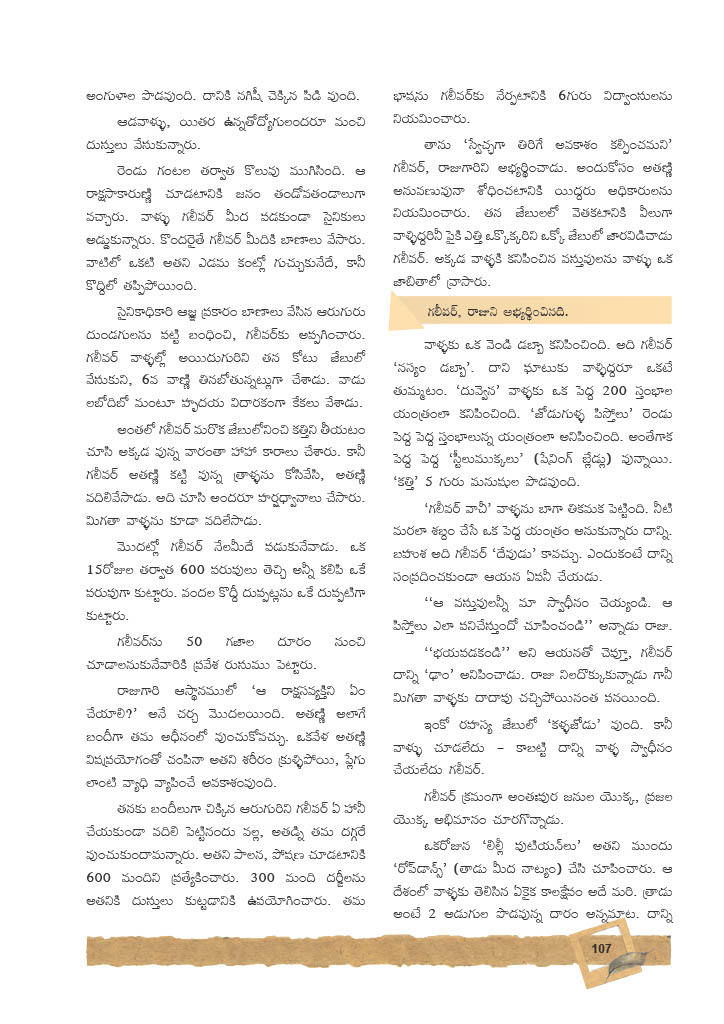 అంగుళాల పొడవుంది. దానికి నగిషీ చెక్కిన పిడి వుంది.
ఆడవాళ్ళు, యితర ఉన్నతోద్యోగులందరూ మంచి
దుస్తులు వేసుకున్నారు.
రెండు గంటల తర్వాత కొలువు ముగిసింది. ఆ
రాక్షసాకారుణ్ణి చూడటానికి జనం తండోవతండాలుగా
వచ్చారు. వాళ్ళు గలీవర్ మీద పడకుండా సైనికులు
అడ్డుకున్నారు. కొందరైతే గలీవర్ మీదికి బాణాలు వేసారు.
వాటిలో ఒకటి అతని ఎడమ కంట్లో గుచ్చుకునేదే, కానీ
కొద్దిలో తప్పిపోయింది.
సైనికాధికారి ఆజ్ఞ ప్రకారం బాణాలు వేసిన ఆరుగురు
దుండగులను పట్టి బంధించి, గలీవర్‌కు అప్పగించారు.
గలీవర్ వాళ్ళల్లో అయిదుగురిని తన కోటు జేబులో
వేసుకుని, 6వ వాణ్ణి తినబోతున్నట్లుగా చేశాడు. వాడు
లబోదిబో మంటూ హృదయ విదారకంగా కేకలు వేశాడు.
అంతలో గలీవర్ మరొక జేబులోనించి కత్తిని తీయటం
చూసి అక్కడ వున్న వారంతా హాహా కారాలు చేశారు. కానీ
గలీవర్ అతణ్ణి కట్టి వున్న త్రాళ్ళను కోసివేసి, అతణ్ణి
వదిలివేసాడు. అది చూసి అందరూ హర్షధ్వానాలు చేసారు.
మిగతా వాళ్ళను కూడా వదిలేసాడు.
మొదట్లో గలీవర్ నేలమీదే పడుకునేవాడు. ఒక
15రోజుల తర్వాత 600 పరుపులు తెచ్చి అన్నీ కలిపి ఒకే
పరుపుగా కుట్టారు. వందల కొద్దీ దుప్పట్లను ఒకే దుప్పటిగా
కుట్టారు.
గలీవర్‌ను 50 గజాల దూరం నుంచి
చూడాలనుకునేవారికి ప్రవేశ రుసుము పెట్టారు.
రాజుగారి ఆస్థానములో ‘ఆ రాక్షసవ్యక్తిని ఏం
చేయాలి?’ అనే చర్చ మొదలయింది. అతణ్ణి అలాగే
బందీగా తమ అధీనంలో వుంచుకోవచ్చు. ఒకవేళ అతణ్ణి
విషప్రయోగంతో చంపినా అతని శరీరం క్రుళ్ళిపోయి, ప్లేగు
లాంటి వ్యాధి వ్యాపించే అవకాశంవుంది.
తనకు బందీలుగా చిక్కిన ఆరుగురిని గలీవర్ ఏ హానీ
చేయకుండా వదిలి పెట్టినందు వల్ల, అతడ్ని తమ దగ్గరే
వుంచుకుందామన్నారు. అతని పాలన, పోషణ చూడటానికి
600 మందిని ప్రత్యేకించారు. 300 మంది దర్జీలను
అతనికి దుస్తులు కుట్టడానికి ఉపయోగించారు. తమ
భాషను గలీవర్‌కు నేర్పటానికి 6గురు విద్వాంసులను
నియమించారు.
తాను ‘స్వేచ్ఛగా తిరిగే అవకాశం కల్పించమని’
గలీవర్, రాజుగారిని అభ్యర్థించాడు. అందుకోసం అతణ్ణి
అనువణువునా శోధించటానికి యిద్దరు అధికారులను
నియమించారు. తన జేబులలో వెతకటానికి వీలుగా
వాళ్ళిద్దరినీ పైకి ఎత్తి ఒక్కొక్కరిని ఒక్కో జేబులో జారవిడిచాడు
గలీవర్. అక్కడ వాళ్ళకి కనిపించిన వస్తువులను వాళ్ళు ఒక
జాబితాలో వ్రాసారు.
గలీవర్, రాజుని అభ్యర్థించినది.
వాళ్ళకు ఒక వెండి డబ్బా కనిపించింది. అది గలీవర్
‘నస్యం డబ్బా’. దాని ఘాటుకు వాళ్ళిద్దరూ ఒకటే
తుమ్మటం. ‘దువ్వెన’ వాళ్ళకు ఒక పెద్ద 200 స్తంభాల
యంత్రంలా కనిపించింది. ‘జోడుగుళ్ళ పిస్తోలు’ రెండు
పెద్ద పెద్ద స్తంభాలున్న యంత్రంలా అనిపించింది. అంతేగాక
పెద్ద పెద్ద ‘స్టీలుముక్కలు’ (షేవింగ్ బ్లేడ్లు) వున్నాయి.
‘కత్తి’ 5 గురు మనుషుల పొడవుంది.
‘గలీవర్ వాచీ’ వాళ్ళను బాగా తికమక పెట్టింది. నీటి
మరలా శబ్దం చేసే ఒక పెద్ద యంత్రం అనుకున్నారు దాన్ని.
బహుశ అది గలీవర్ ‘దేవుడు’ కావచ్చు. ఎందుకంటే దాన్ని
సంప్రదించకుండా ఆయన ఏపనీ చేయడు.
‘‘ఆ వస్తువులన్నీ మా స్వాధీనం చెయ్యండి. ఆ
పిస్తోలు ఎలా పనిచేస్తుందో చూపించండి’’ అన్నాడు రాజు.
‘‘భయపడకండి’’ అని ఆయనతో చెప్తూ, గలీవర్
దాన్ని ‘ఢాం’ అనిపించాడు. రాజు నిలదొక్కుకున్నాడు గానీ
మిగతా వాళ్ళకు దాదాపు చచ్చిపోయినంత పనయింది.
ఇంకో రహస్య జేబులో ‘కళ్ళజోడు’ వుంది. కానీ
వాళ్ళు చూడలేదు – కాబట్టి దాన్ని వాళ్ళ స్వాధీనం
చేయలేదు గలీవర్.
గలీవర్ క్రమంగా అంతఃపుర జనుల యొక్క, ప్రజల
యొక్క అభిమానం చూరగొన్నాడు.
ఒకరోజున ‘లిల్లీ పుటియన్‌లు’ అతని ముందు
‘రోప్‌డాన్స్’ (తాడు మీద నాట్యం) చేసి చూపించారు. ఆ
దేశంలో వాళ్ళకు తెలిసిన ఏకైక కాలక్షేపం అదే మరి. త్రాడు
అంటే 2 అడుగుల పొడవున్న దారం అన్నమాట. దాన్ని
107